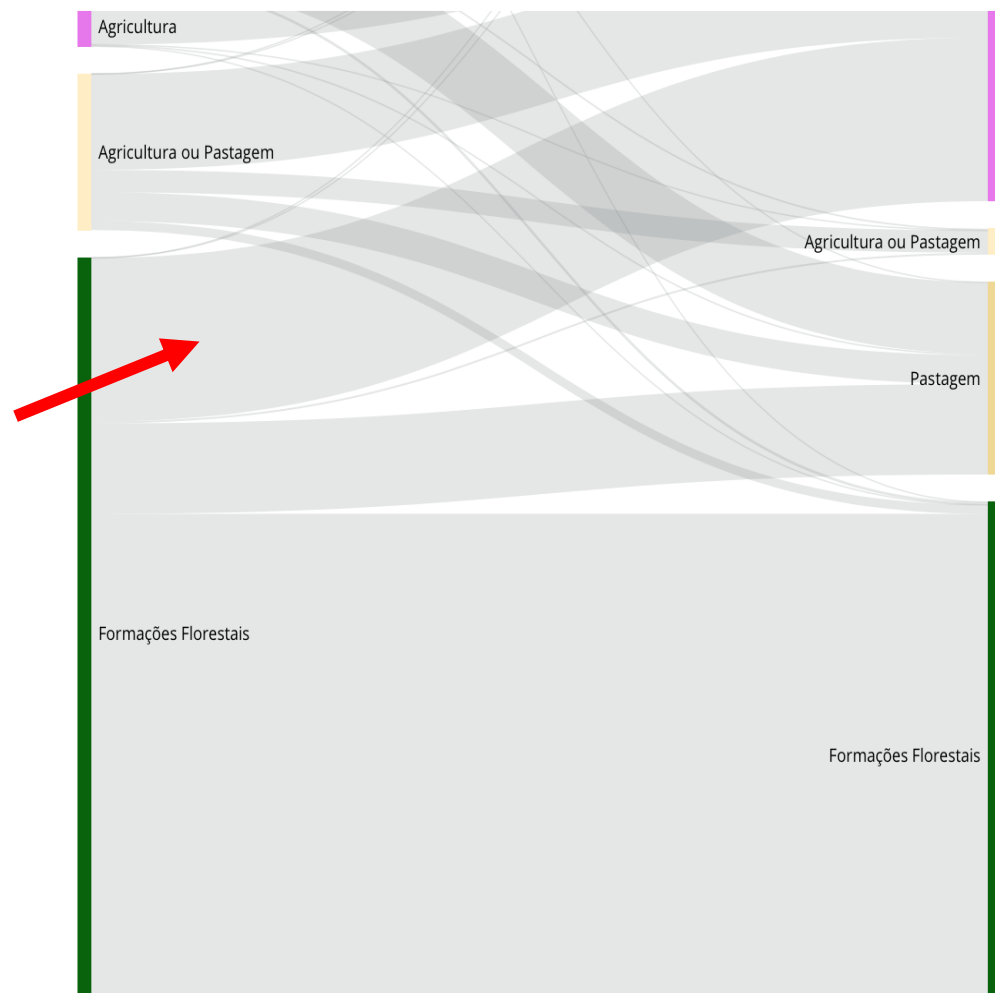 Agricultura
Agricultura ou Pastagem
Agricultura ou Pastagem
Pastagem
Formações Florestais
Formações Florestais